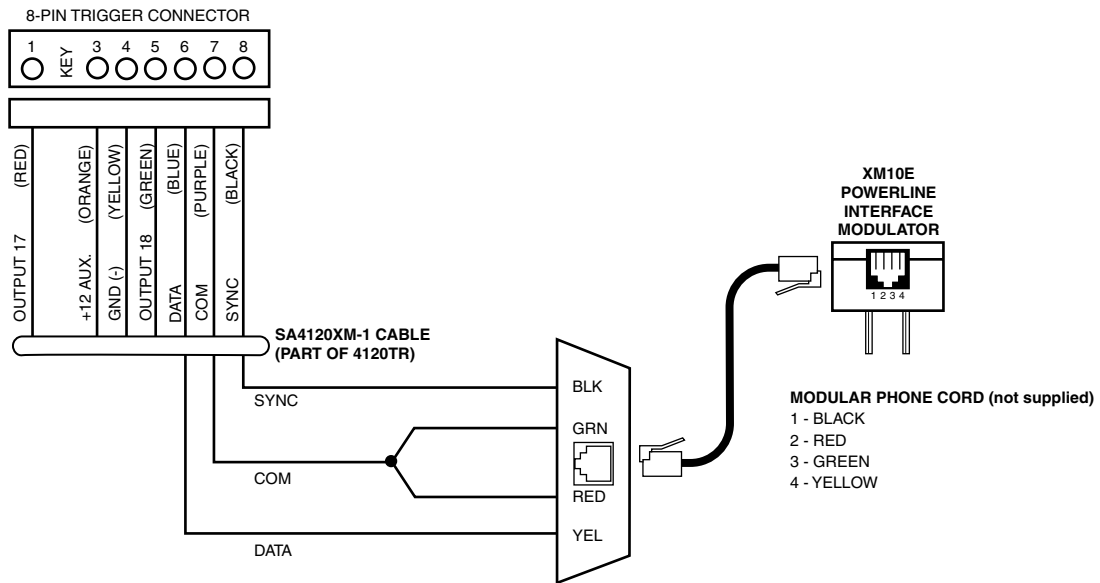 8-PIN TRIGGER CONNECTOR
1 KEY 3 4 5 6 7 8
OUTPUT 17 (RED)
+12 AUX. (ORANGE)
GND (-) (YELLOW)
OUTPUT 18 (GREEN)
DATA (BLUE)
COM (PURPLE)
SYNC (BLACK)
SA4120XM-1 CABLE
(PART OF 4120TR)
SYNC
COM
DATA
BLK
GRN
RED
YEL
XM10E
POWERLINE
INTERFACE
MODULATOR
1 2 3 4
MODULAR PHONE CORD (not supplied)
1 - BLACK
2 - RED
3 - GREEN
4 - YELLOW